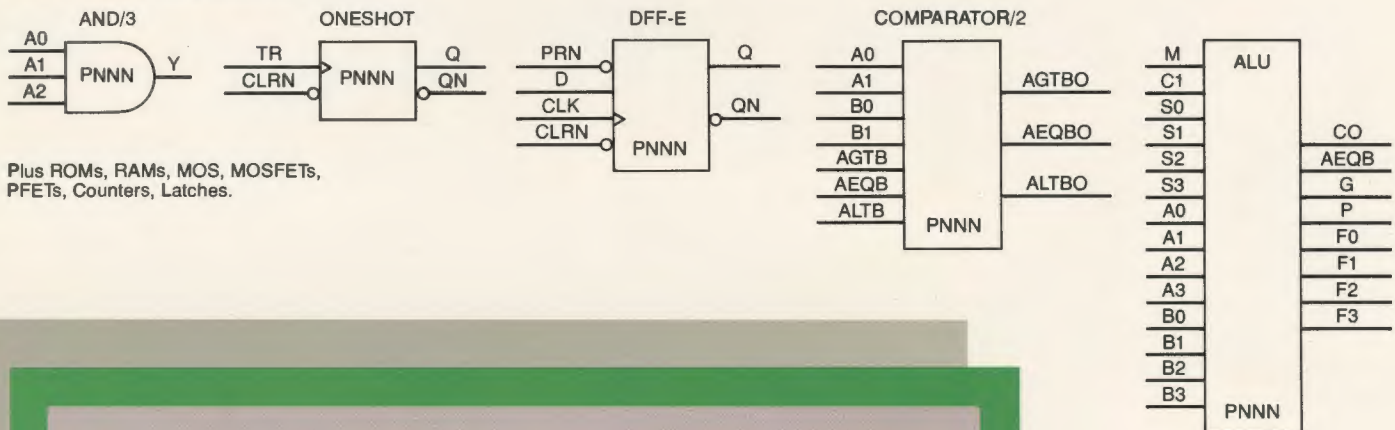 AND/3
A0
A1
A2
PNNN
Y
ONESHOT
TR
CLRN
PNNN
Q
QN
DFF-E
PRN
D
CLK
CLRN
PNNN
Q
QN
COMPARATOR/2
A0
A1
B0
B1
AGTB
AEQB
ALTB
PNNN
AGTBO
AEQBO
ALTBO
ALU
M
C1
S0
S1
S2
S3
A0
A1
A2
A3
B0
B1
B2
B3
PNNN
CO
AEQB
G
P
F0
F1
F2
F3
Plus ROMs, RAMs, MOS, MOSFETs,
PFETs, Counters, Latches.